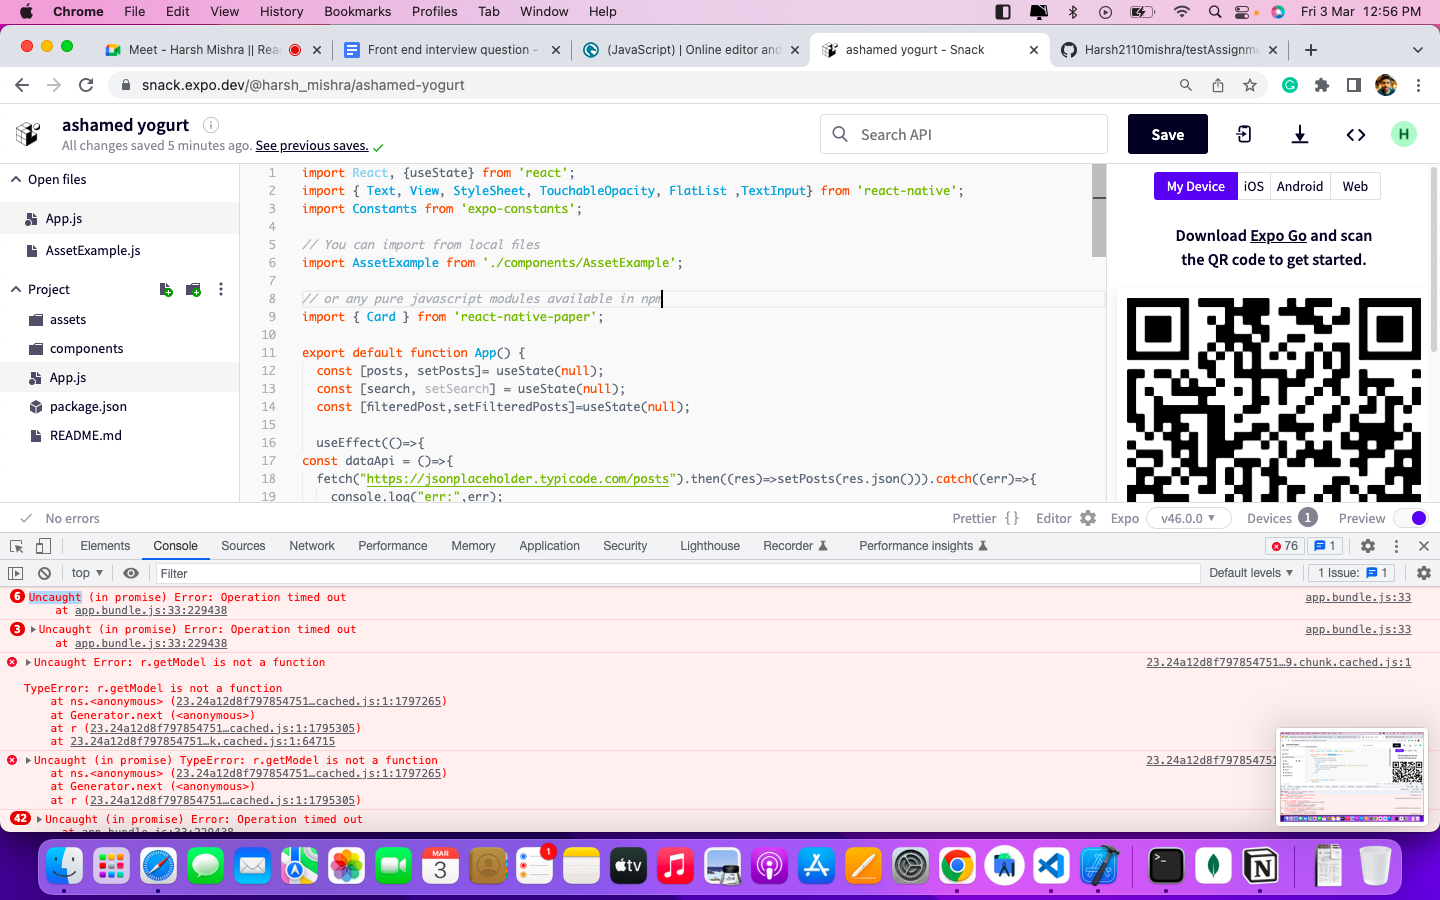 Chrome File Edit View History Bookmarks Profiles Tab Window Help Fri 3 Mar 12:56 PM
Meet - Harsh Mishra || Rea
Front end interview question -
(JavaScript) | Online editor and
ashamed yogurt - Snack
Harsh2110mishra/testAssignme
snack.expo.dev/@harsh_mishra/ashamed-yogurt
ashamed yogurt
All changes saved 5 minutes ago. See previous saves.
Search API
Save
H
Open files
App.js
AssetExample.js
Project
assets
components
App.js
package.json
README.md
1 import React, {useState} from 'react';
2 import { Text, View, StyleSheet, TouchableOpacity, FlatList ,TextInput} from 'react-native';
3 import Constants from 'expo-constants';
4
5 // You can import from local files
6 import AssetExample from './components/AssetExample';
7
8 // or any pure javascript modules available in npm
9 import { Card } from 'react-native-paper';
10
11 export default function App() {
12 const [posts, setPosts]= useState(null);
13 const [search, setSearch] = useState(null);
14 const [filteredPost,setFilteredPosts]=useState(null);
15
16 useEffect(()=>{
17 const dataApi = ()=>{
18 fetch("https://jsonplaceholder.typicode.com/posts").then((res)=>setPosts(res.json())).catch((err)=>{
19 console.log("err:",err);
My Device iOS Android Web
Download Expo Go and scan
the QR code to get started.
No errors
Prettier { } Editor Expo v46.0.0 Devices 1 Preview
Elements Console Sources Network Performance Memory Application Security Lighthouse Recorder Performance insights 76 1
top Filter Default levels 1 Issue: 1
6 Uncaught (in promise) Error: Operation timed out app.bundle.js:33
at app.bundle.js:33:229438
3 Uncaught (in promise) Error: Operation timed out app.bundle.js:33
at app.bundle.js:33:229438
Uncaught Error: r.getModel is not a function 23.24a12d8f797854751…9.chunk.cached.js:1
TypeError: r.getModel is not a function
at ns.<anonymous> (23.24a12d8f797854751…cached.js:1:1797265)
at Generator.next (<anonymous>)
at r (23.24a12d8f797854751…cached.js:1:1795305)
at 23.24a12d8f797854751…k.cached.js:1:64715
Uncaught (in promise) TypeError: r.getModel is not a function 23.24a12d8f79785475
at ns.<anonymous> (23.24a12d8f797854751…cached.js:1:1797265)
at Generator.next (<anonymous>)
at r (23.24a12d8f797854751…cached.js:1:1795305)
42 Uncaught (in promise) Error: Operation timed out
at app.bundle.js:33:229438
MAR
3
1
tv